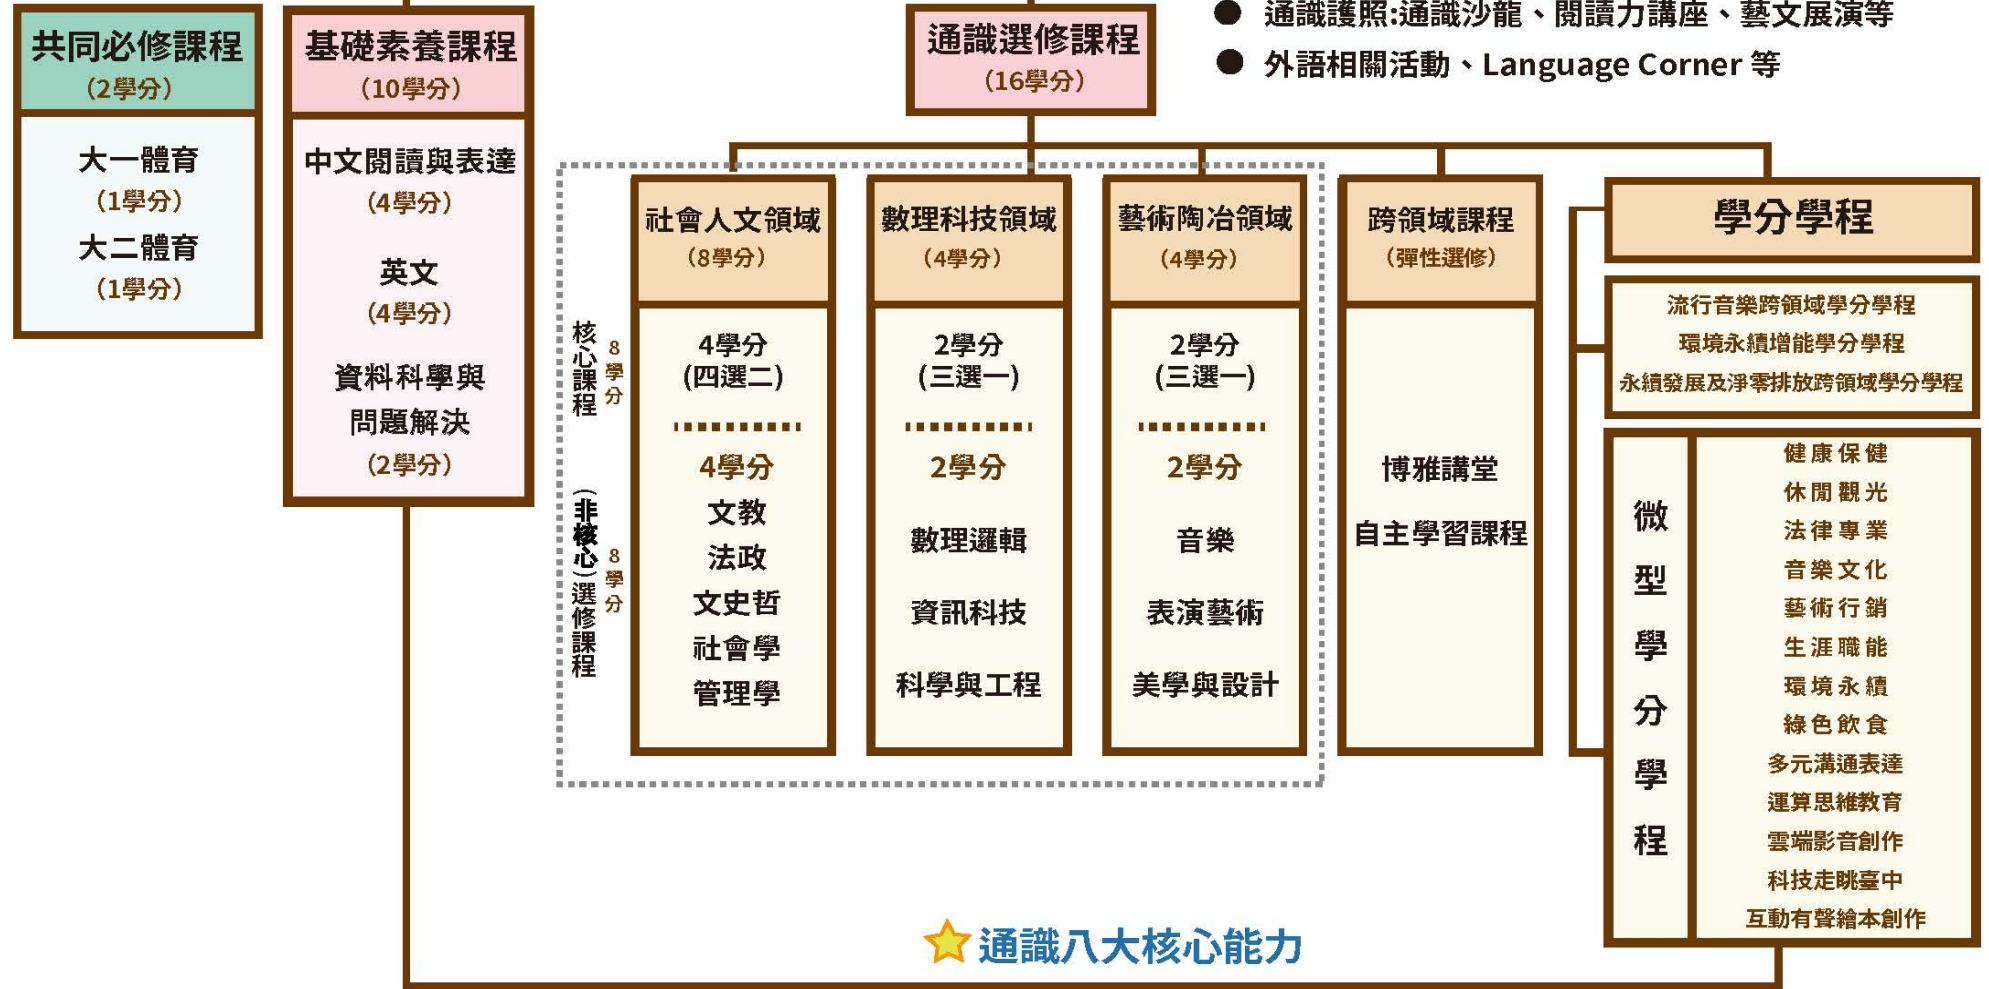 共同必修課程
(2學分)
大一體育
(1學分)
大二體育
(1學分)
基礎素養課程
(10學分)
中文閱讀與表達
(4學分)
英文
(4學分)
資料科學與
問題解決
(2學分)
通識選修課程
(16學分)
● 通識護照:通識沙龍、閱讀力講座、藝文展演等
● 外語相關活動、Language Corner 等
核心課程
8學分
(非核心)選修課程
8學分
社會人文領域
(8學分)
4學分
(四選二)
4學分
文教
法政
文史哲
社會學
管理學
數理科技領域
(4學分)
2學分
(三選一)
2學分
數理邏輯
資訊科技
科學與工程
藝術陶冶領域
(4學分)
2學分
(三選一)
2學分
音樂
表演藝術
美學與設計
跨領域課程
(彈性選修)
博雅講堂
自主學習課程
學分學程
流行音樂跨領域學分學程
環境永續增能學分學程
永續發展及淨零排放跨領域學分學程
微型學分學程
健康保健
休閒觀光
法律專業
音樂文化
藝術行銷
生涯職能
環境永續
綠色飲食
多元溝通表達
運算思維教育
雲端影音創作
科技走眺臺中
互動有聲繪本創作
通識八大核心能力